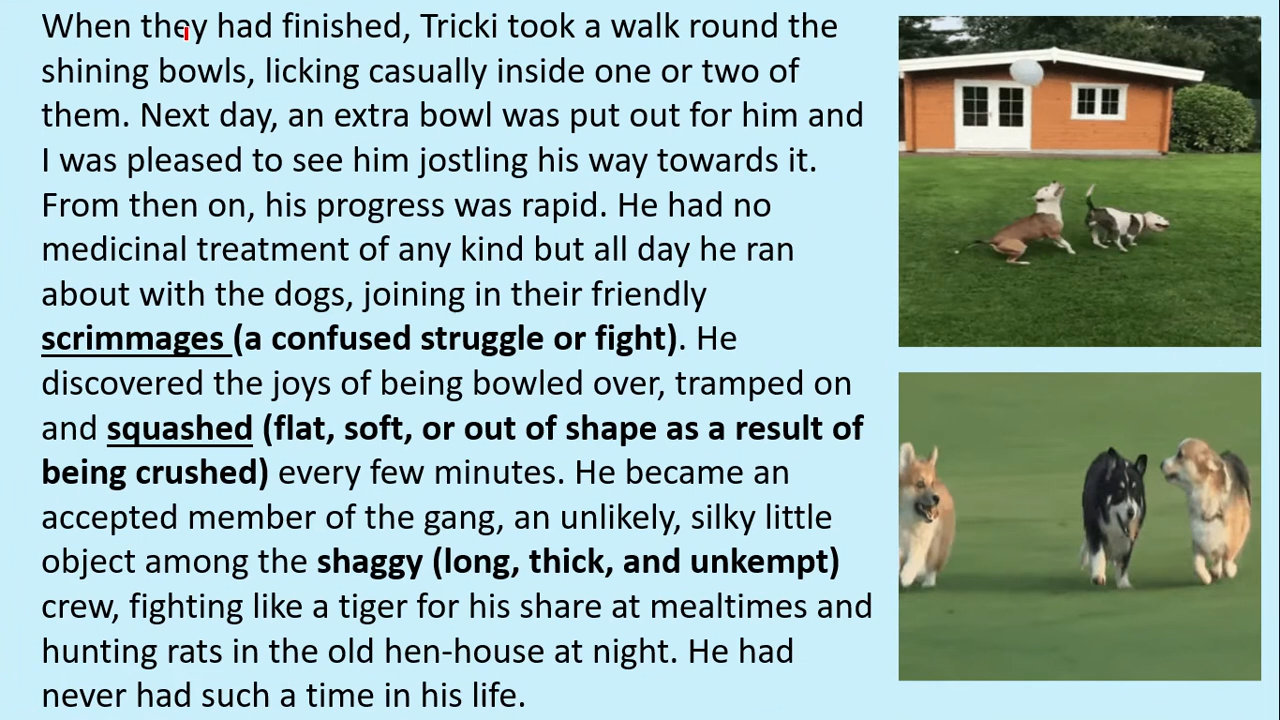 When they had finished, Tricki took a walk round the
shining bowls, licking casually inside one or two of
them. Next day, an extra bowl was put out for him and
I was pleased to see him jostling his way towards it.
From then on, his progress was rapid. He had no
medicinal treatment of any kind but all day he ran
about with the dogs, joining in their friendly
scrimmages (a confused struggle or fight). He
discovered the joys of being bowled over, tramped on
and squashed (flat, soft, or out of shape as a result of
being crushed) every few minutes. He became an
accepted member of the gang, an unlikely, silky little
object among the shaggy (long, thick, and unkempt)
crew, fighting like a tiger for his share at mealtimes and
hunting rats in the old hen-house at night. He had
never had such a time in his life.